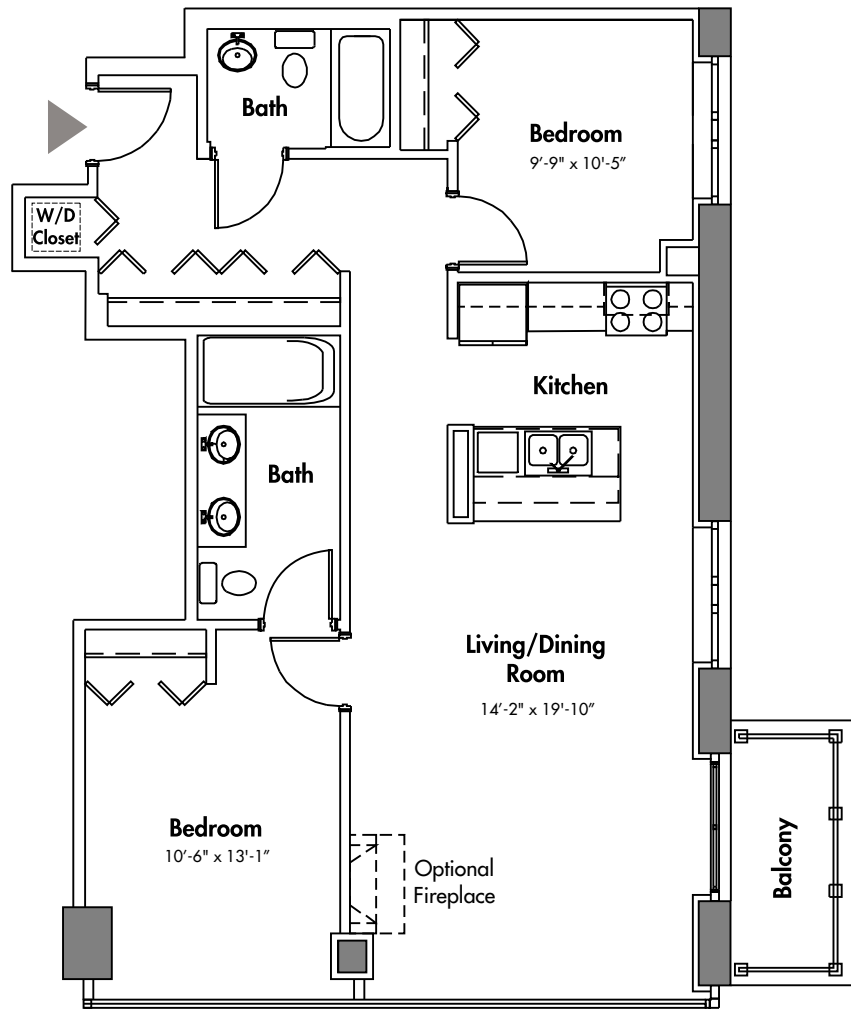 Bath
Bedroom
9'-9" x 10'-5"
W/D
Closet
Kitchen
Bath
Living/Dining
Room
14'-2" x 19'-10"
Bedroom
10'-6" x 13'-1"
Optional
Fireplace
Balcony